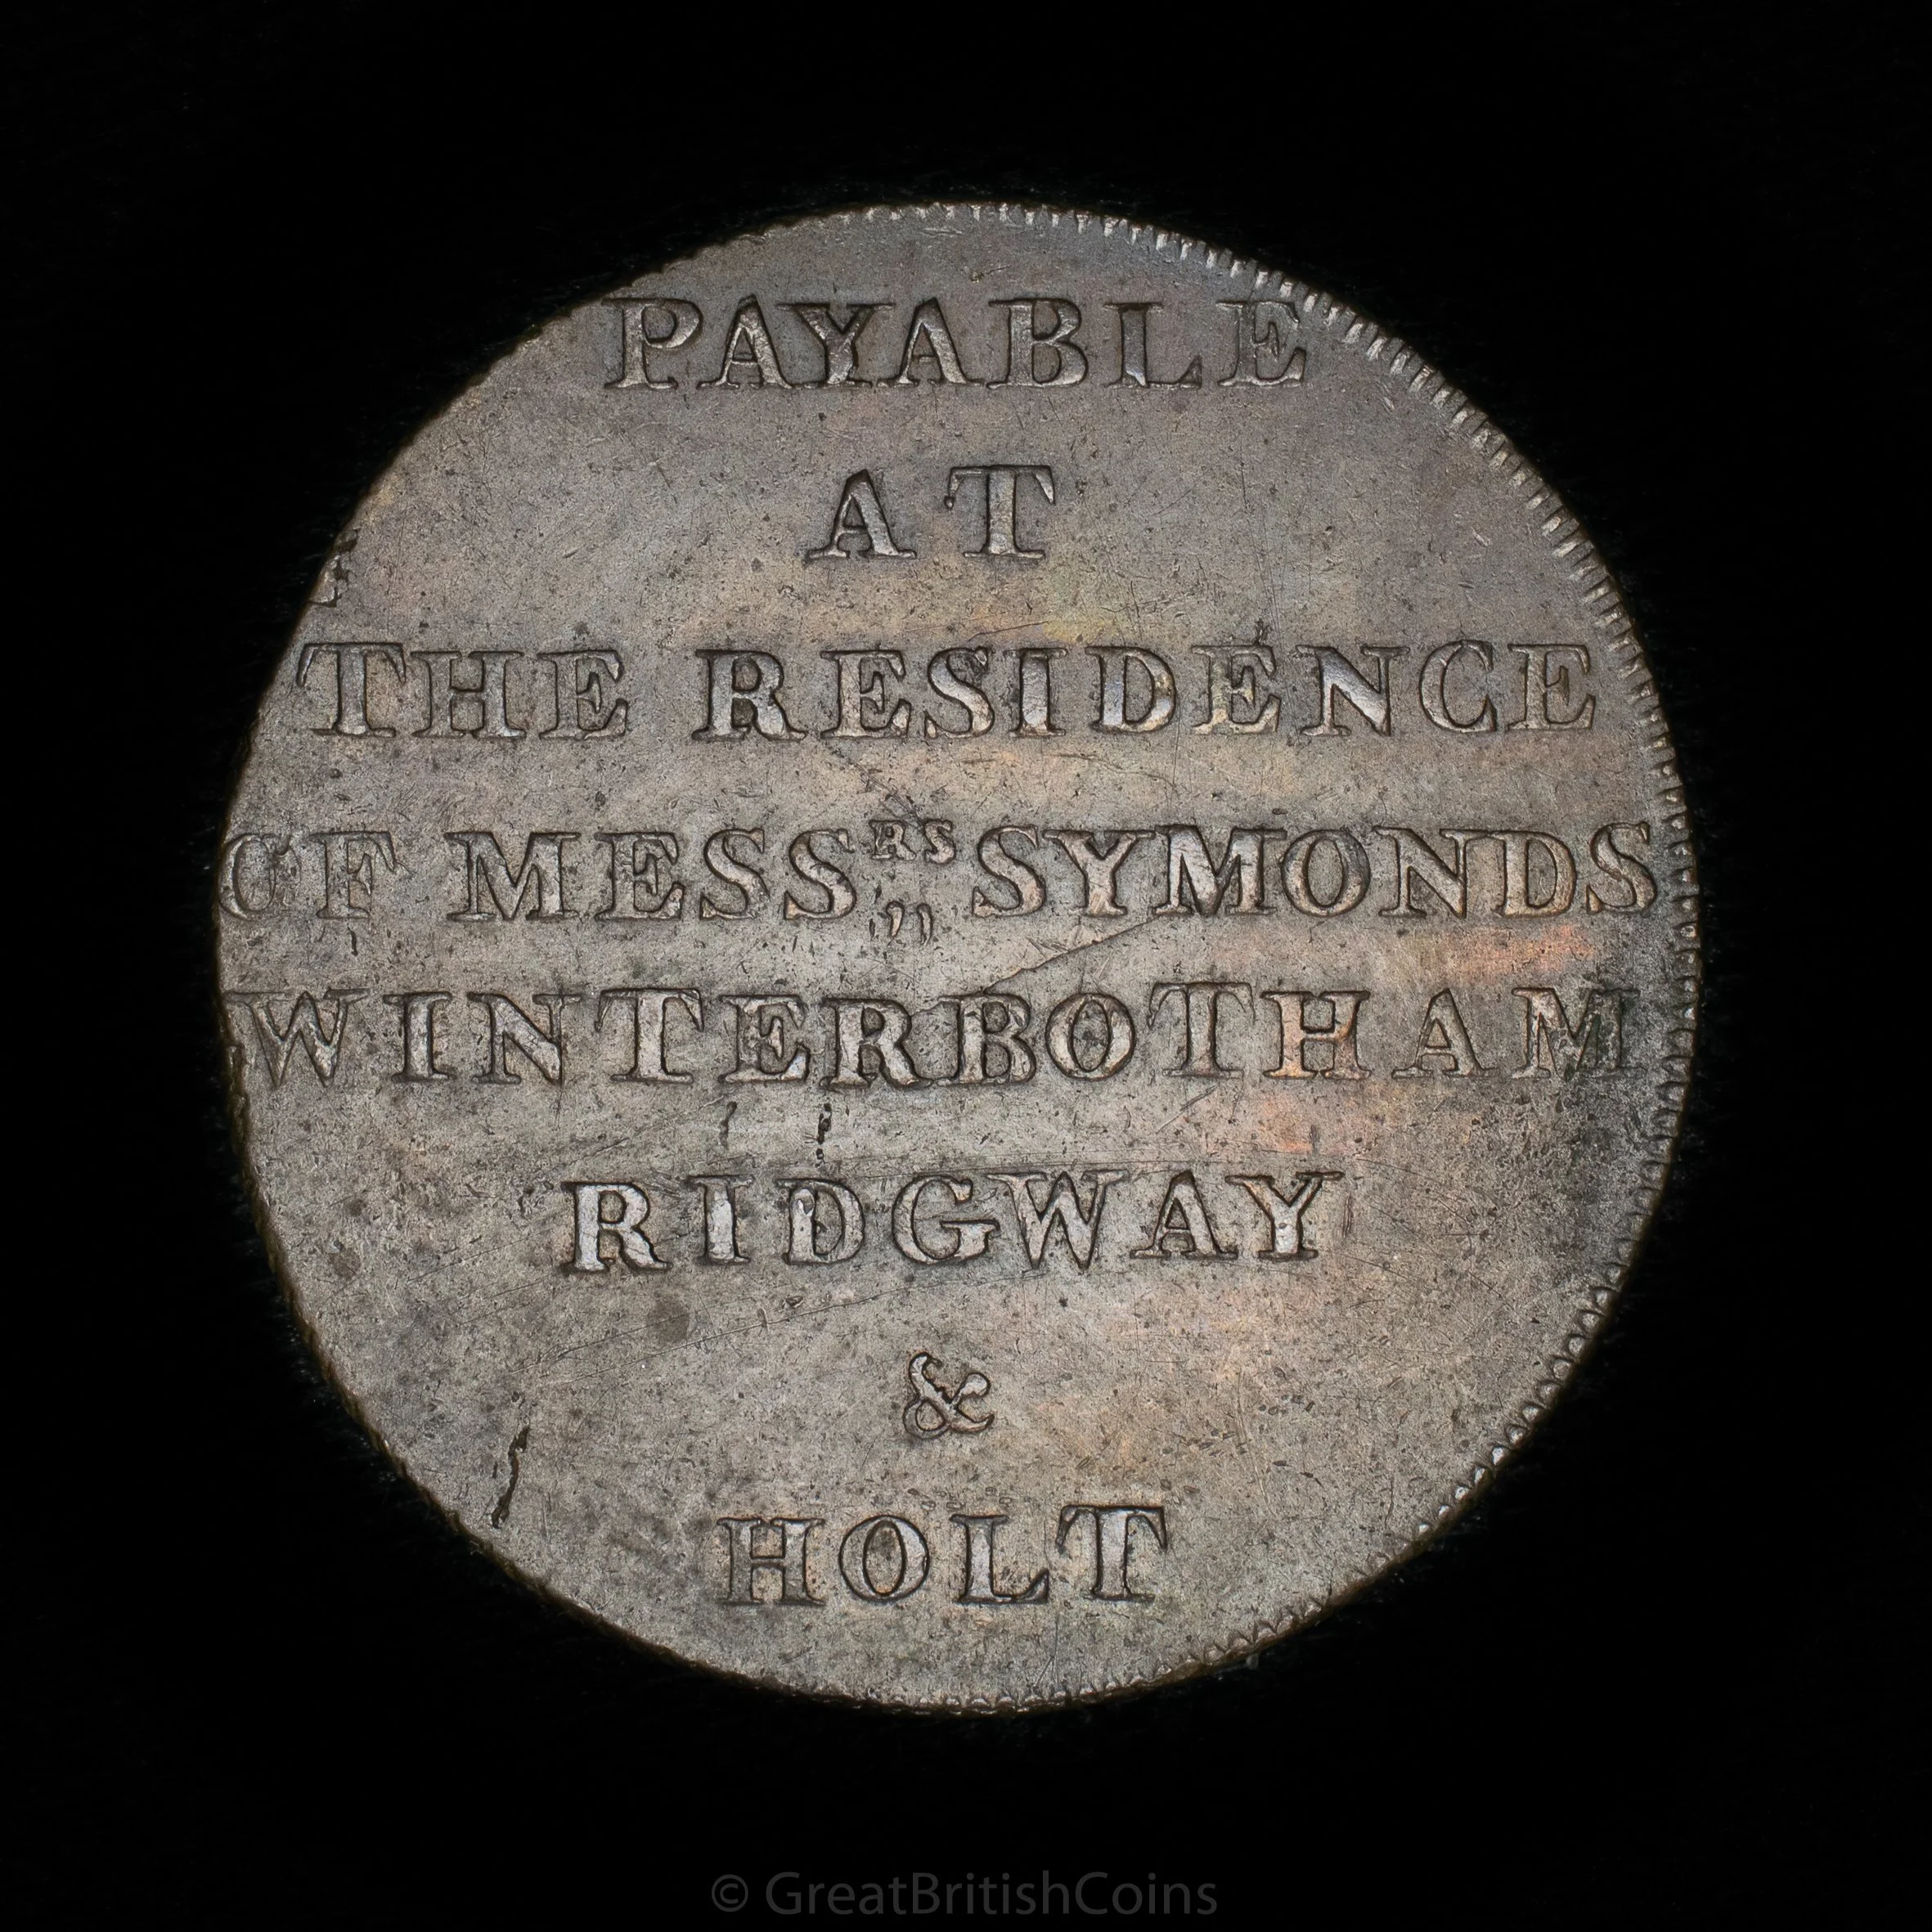 PAYABLE
AT
THE RESIDENCE
OF MESSRS,, SYMONDS
WINTERBOTHAM
RIDGWAY
&
HOLT
© GreatBritishCoins